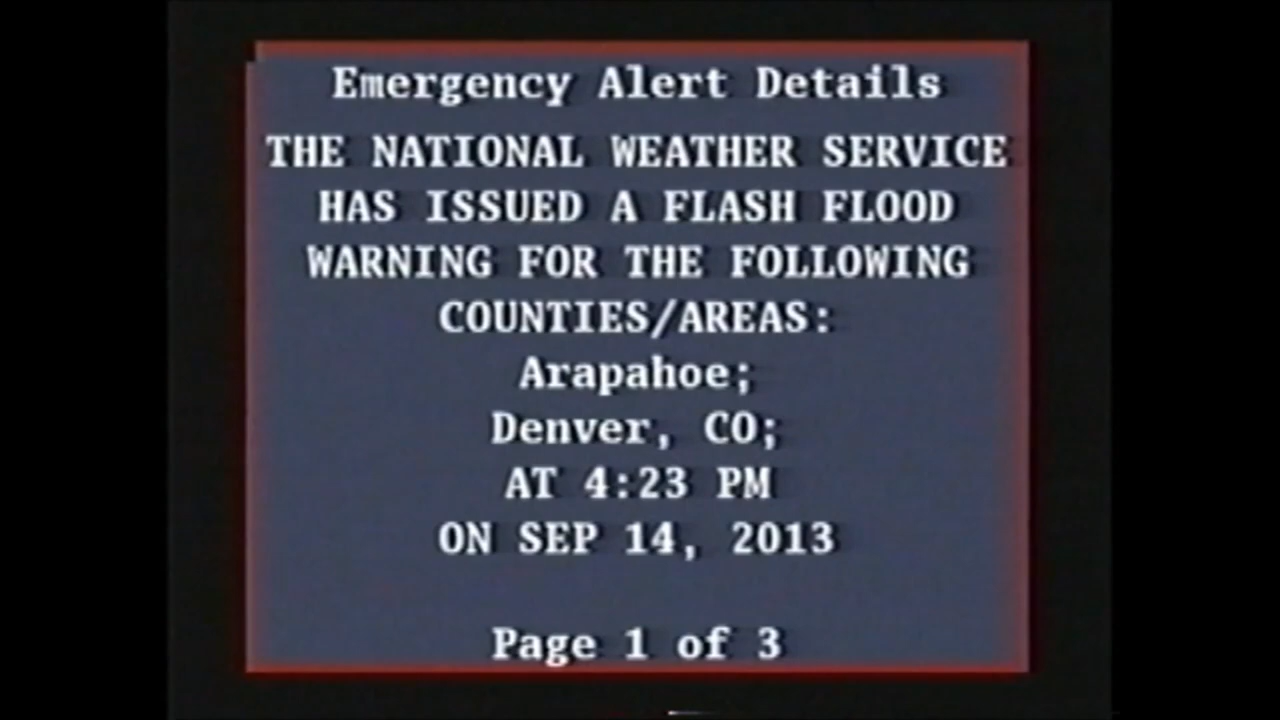 Emergency Alert Details
THE NATIONAL WEATHER SERVICE
HAS ISSUED A FLASH FLOOD
WARNING FOR THE FOLLOWING
COUNTIES/AREAS:
Arapahoe;
Denver, CO;
AT 4:23 PM
ON SEP 14, 2013
Page 1 of 3